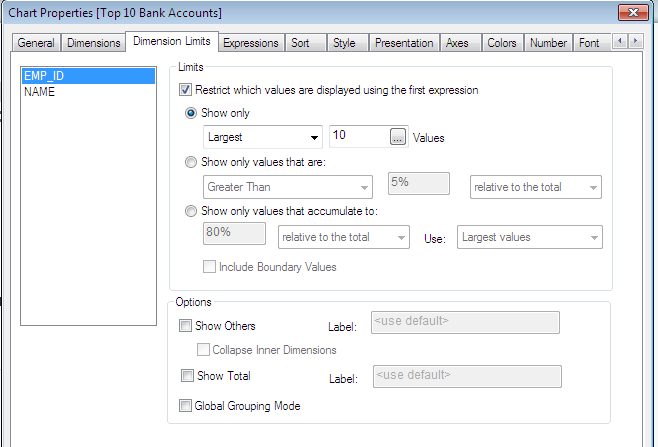 Chart Properties [Top 10 Bank Accounts]
General Dimensions Dimension Limits Expressions Sort Style Presentation Axes Colors Number Font
EMP_ID
NAME
Limits
Restrict which values are displayed using the first expression
Show only
Largest 10 ... Values
Show only values that are:
Greater Than 5% relative to the total
Show only values that accumulate to:
80% relative to the total Use: Largest values
Include Boundary Values
Options
Show Others Label: <use default>
Collapse Inner Dimensions
Show Total Label: <use default>
Global Grouping Mode